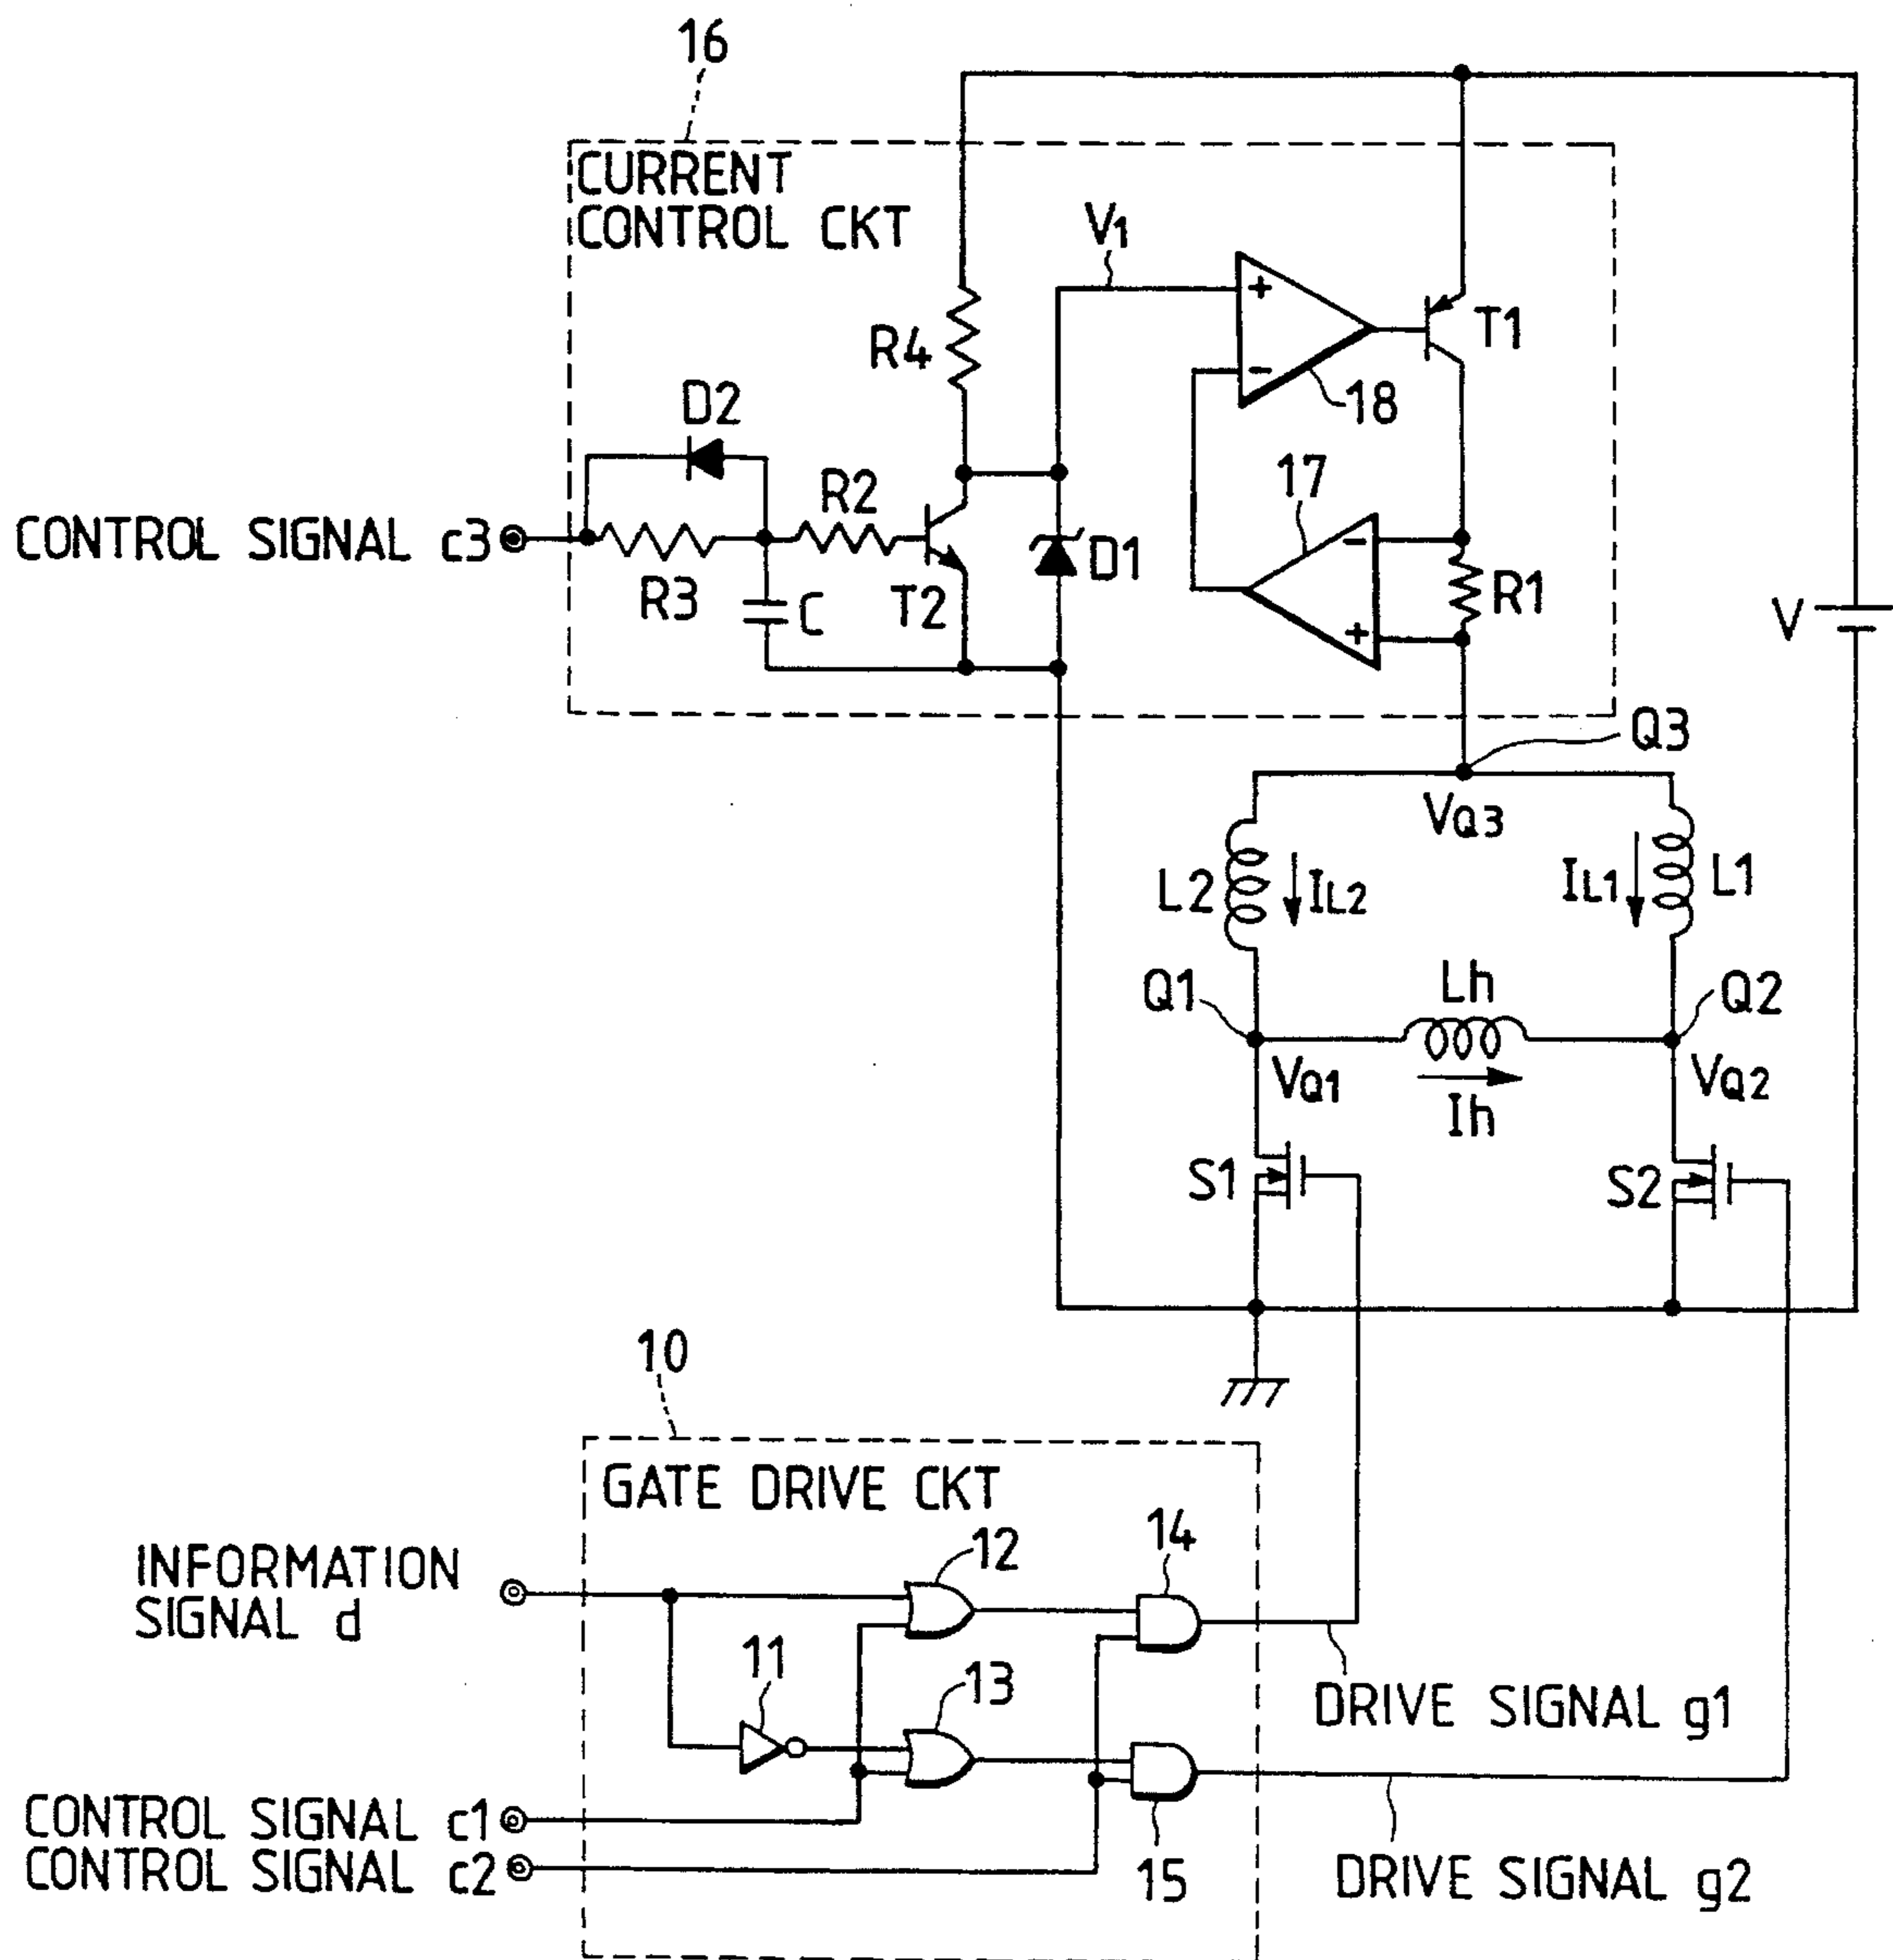 16
CURRENT
CONTROL CKT
V1
R4
+
-
T1
18
D2
R2
17
-
CONTROL SIGNAL c3
R3
C
T2
D1
R1
+
V
Q3
VQ3
L2
IL2
IL1
L1
Q1
Lh
Q2
VQ1
Ih
VQ2
S1
S2
10
GATE DRIVE CKT
INFORMATION
SIGNAL d
12
14
11
13
DRIVE SIGNAL g1
CONTROL SIGNAL c1
CONTROL SIGNAL c2
15
DRIVE SIGNAL g2